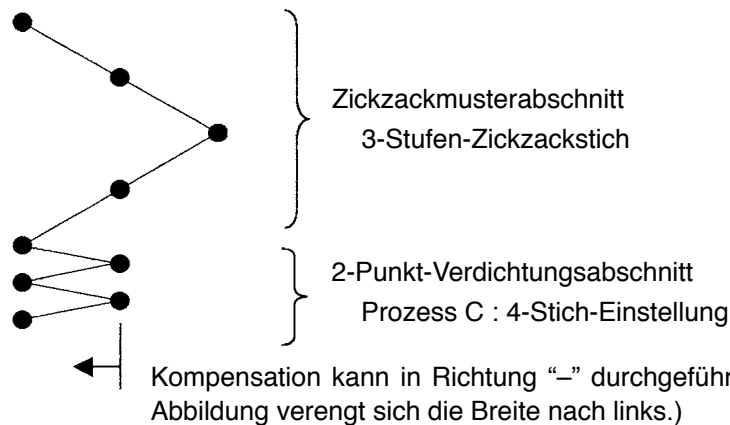 Zickzackmusterabschnitt
3-Stufen-Zickzackstich
2-Punkt-Verdichtungsabschnitt
Prozess C : 4-Stich-Einstellung
Kompensation kann in Richtung “–” durchgeführ
Abbildung verengt sich die Breite nach links.)